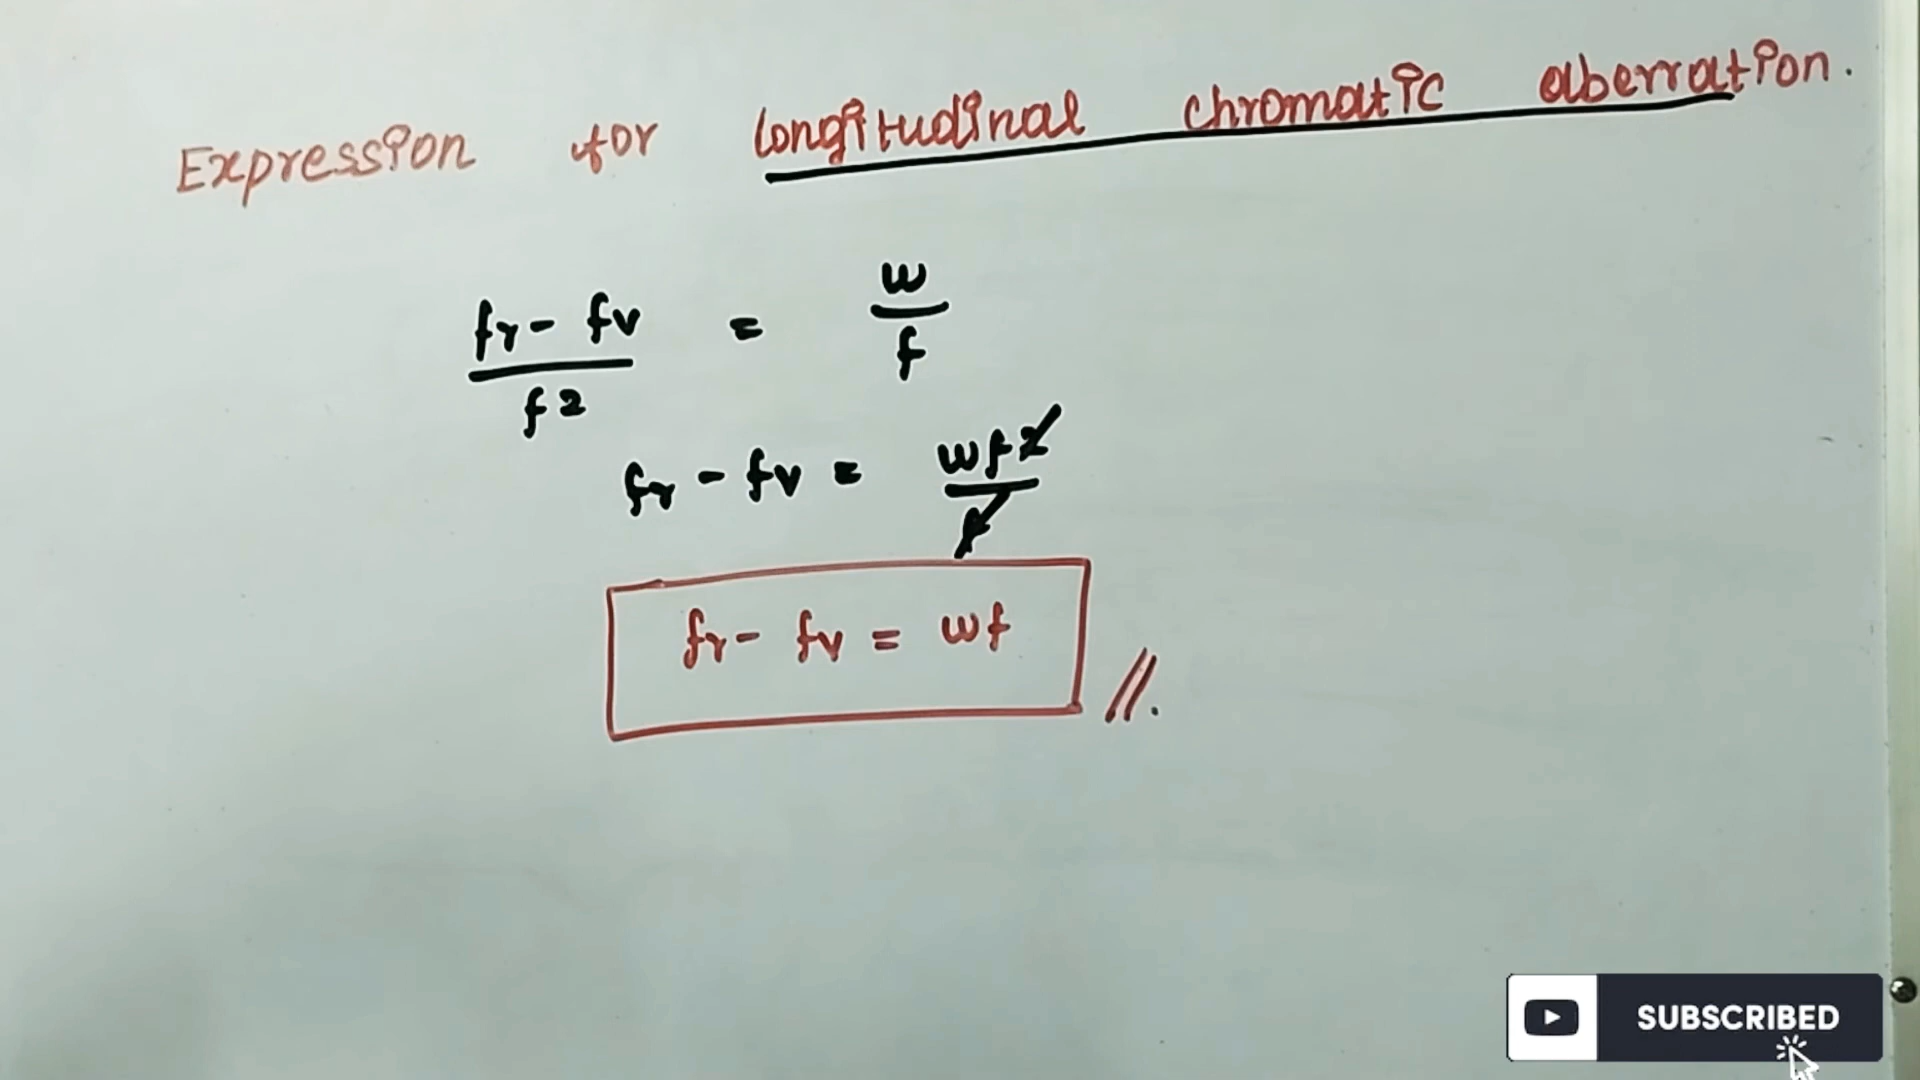 Expression for longitudinal chromatic aberration.
fr - fv / f2 = w / f
fr - fv = wf2 / f
fr - fv = wf //.
SUBSCRIBED